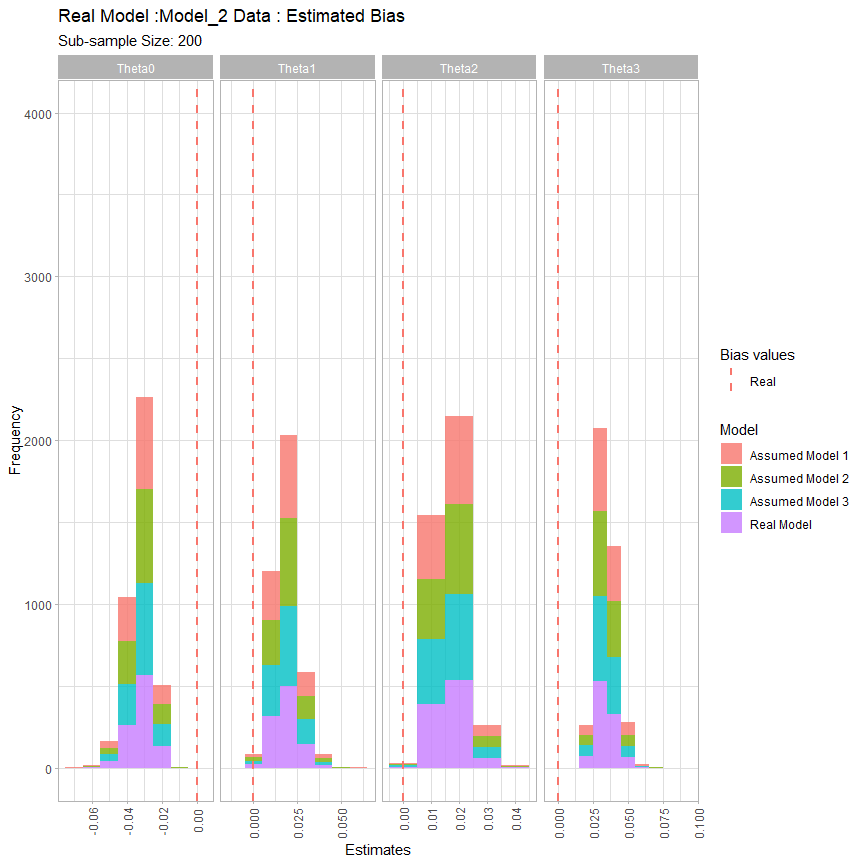 Real Model :Model_2 Data : Estimated Bias
Sub-sample Size: 200
Theta0 Theta1 Theta2 Theta3
4000
3000
2000
1000
0
Frequency
-0.06 -0.04 -0.02 0.00 0.000 0.025 0.050 0.00 0.01 0.02 0.03 0.04 0.000 0.025 0.050 0.075 0.100
Estimates
Bias values
Real
Model
Assumed Model 1
Assumed Model 2
Assumed Model 3
Real Model